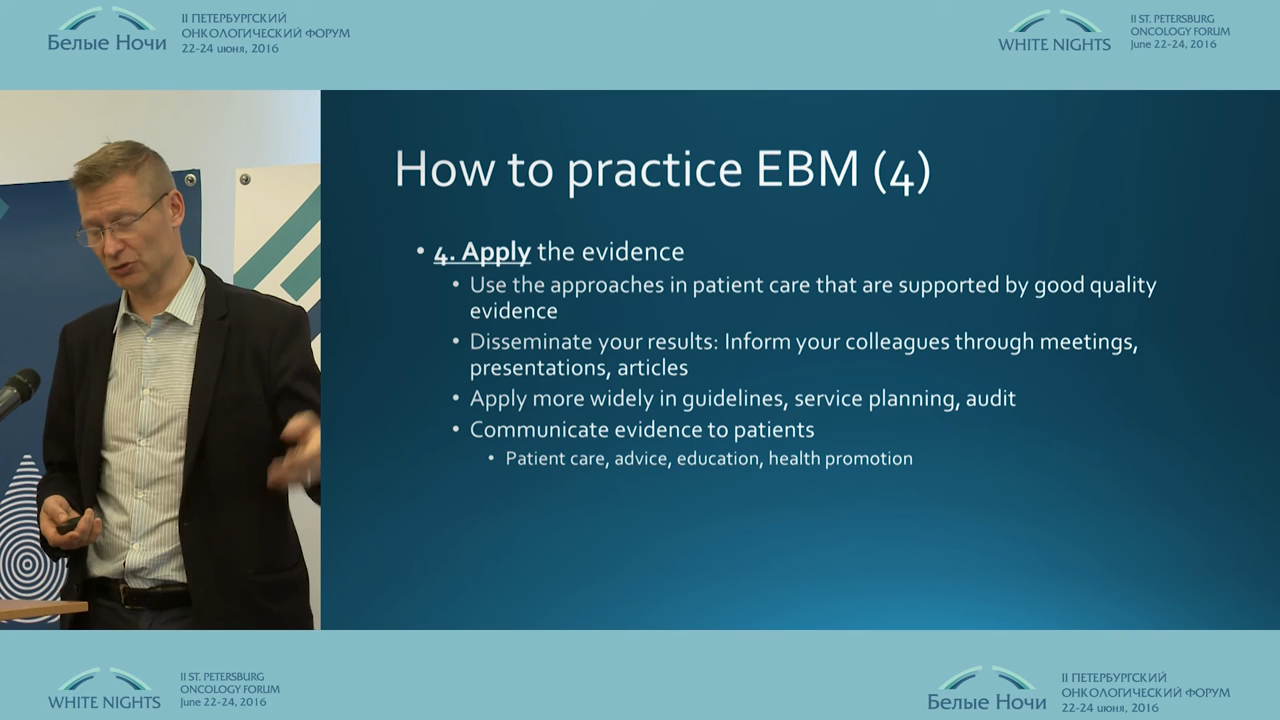 II ПЕТЕРБУРГСКИЙ
ОНКОЛОГИЧЕСКИЙ ФОРУМ
22-24 июня, 2016
Белые Ночи
II ST. PETERSBURG
ONCOLOGY FORUM
June 22-24, 2016
WHITE NIGHTS
How to practice EBM (4)
• 4. Apply the evidence
• Use the approaches in patient care that are supported by good quality
evidence
• Disseminate your results: Inform your colleagues through meetings,
presentations, articles
• Apply more widely in guidelines, service planning, audit
• Communicate evidence to patients
• Patient care, advice, education, health promotion
WHITE NIGHTS
II ST. PETERSBURG
ONCOLOGY FORUM
June 22-24, 2016
Белые Ночи
II ПЕТЕРБУРГСКИЙ
ОНКОЛОГИЧЕСКИЙ ФОРУМ
22-24 июня, 2016